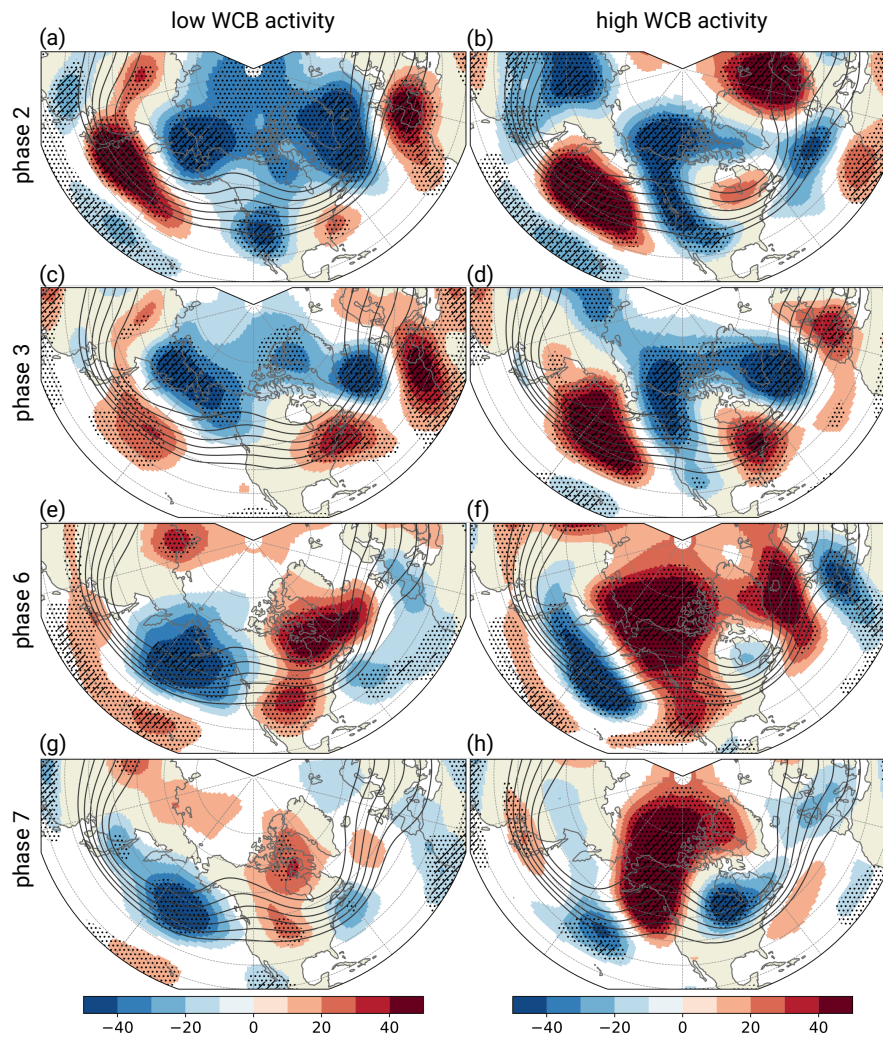 low WCB activity
high WCB activity
(a)
(b)
phase 2
(c)
(d)
phase 3
(e)
(f)
phase 6
(g)
(h)
phase 7
−40 −20 0 20 40
−40 −20 0 20 40